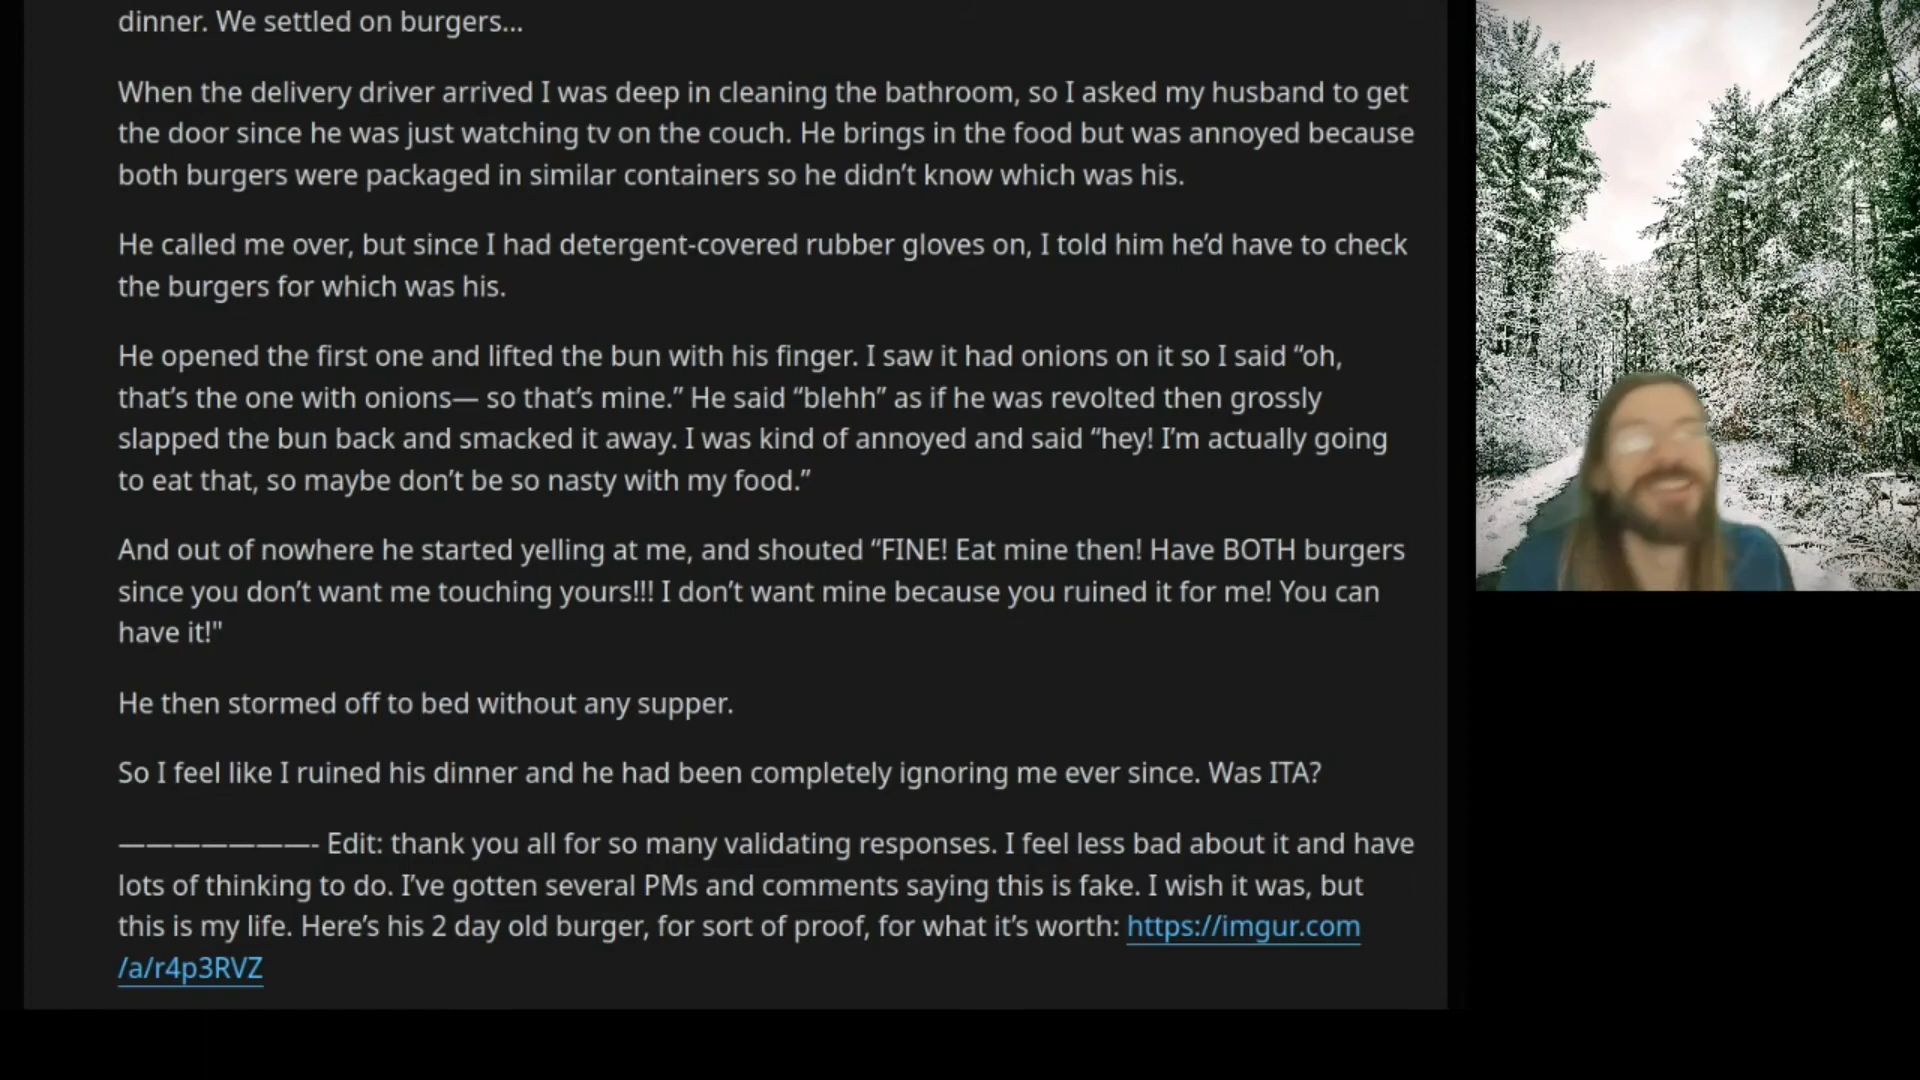 dinner. We settled on burgers...
When the delivery driver arrived I was deep in cleaning the bathroom, so I asked my husband to get
the door since he was just watching tv on the couch. He brings in the food but was annoyed because
both burgers were packaged in similar containers so he didn’t know which was his.
He called me over, but since I had detergent-covered rubber gloves on, I told him he’d have to check
the burgers for which was his.
He opened the first one and lifted the bun with his finger. I saw it had onions on it so I said “oh,
that’s the one with onions— so that’s mine.” He said “blehh” as if he was revolted then grossly
slapped the bun back and smacked it away. I was kind of annoyed and said “hey! I’m actually going
to eat that, so maybe don’t be so nasty with my food.”
And out of nowhere he started yelling at me, and shouted “FINE! Eat mine then! Have BOTH burgers
since you don’t want me touching yours!!! I don’t want mine because you ruined it for me! You can
have it!"
He then stormed off to bed without any supper.
So I feel like I ruined his dinner and he had been completely ignoring me ever since. Was ITA?
———————- Edit: thank you all for so many validating responses. I feel less bad about it and have
lots of thinking to do. I’ve gotten several PMs and comments saying this is fake. I wish it was, but
this is my life. Here’s his 2 day old burger, for sort of proof, for what it’s worth: https://imgur.com
/a/r4p3RVZ